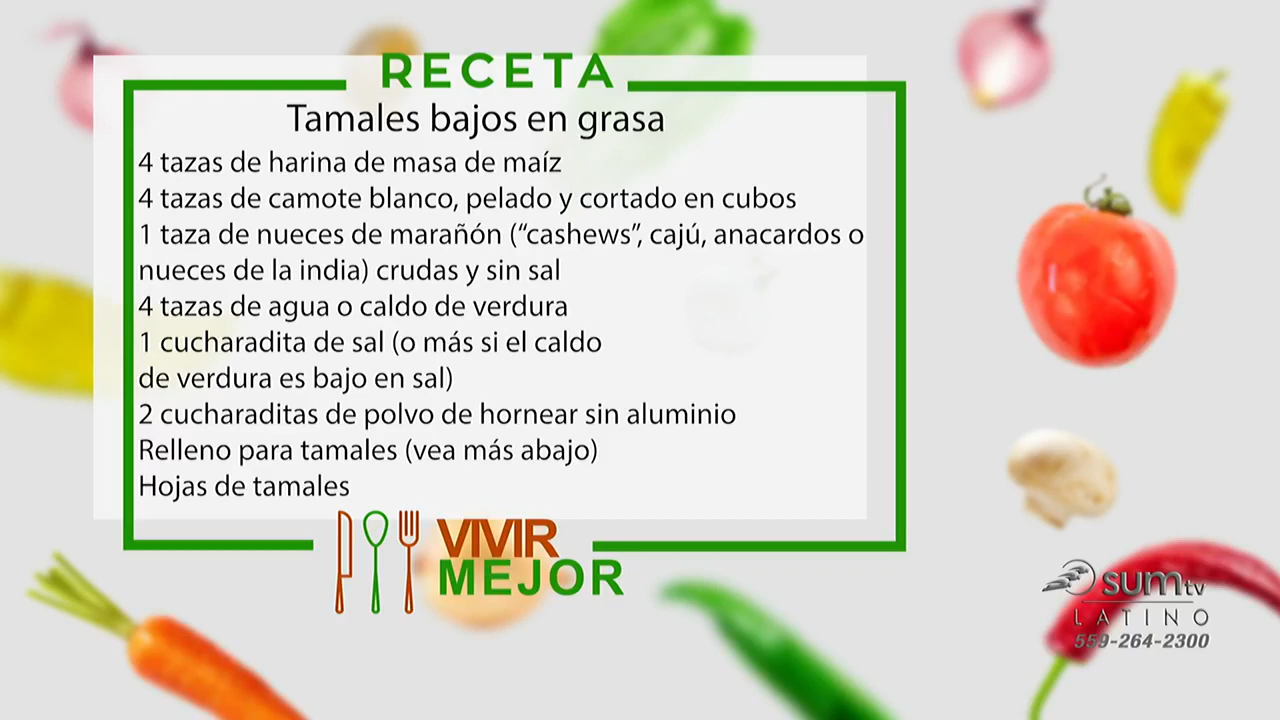 RECETA
Tamales bajos en grasa
4 tazas de harina de masa de maíz
4 tazas de camote blanco, pelado y cortado en cubos
1 taza de nueces de marañón (“cashews”, cajú, anacardos o
nueces de la india) crudas y sin sal
4 tazas de agua o caldo de verdura
1 cucharadita de sal (o más si el caldo
de verdura es bajo en sal)
2 cucharaditas de polvo de hornear sin aluminio
Relleno para tamales (vea más abajo)
Hojas de tamales
VIVIR
MEJOR
sumtv
LATINO
559-264-2300